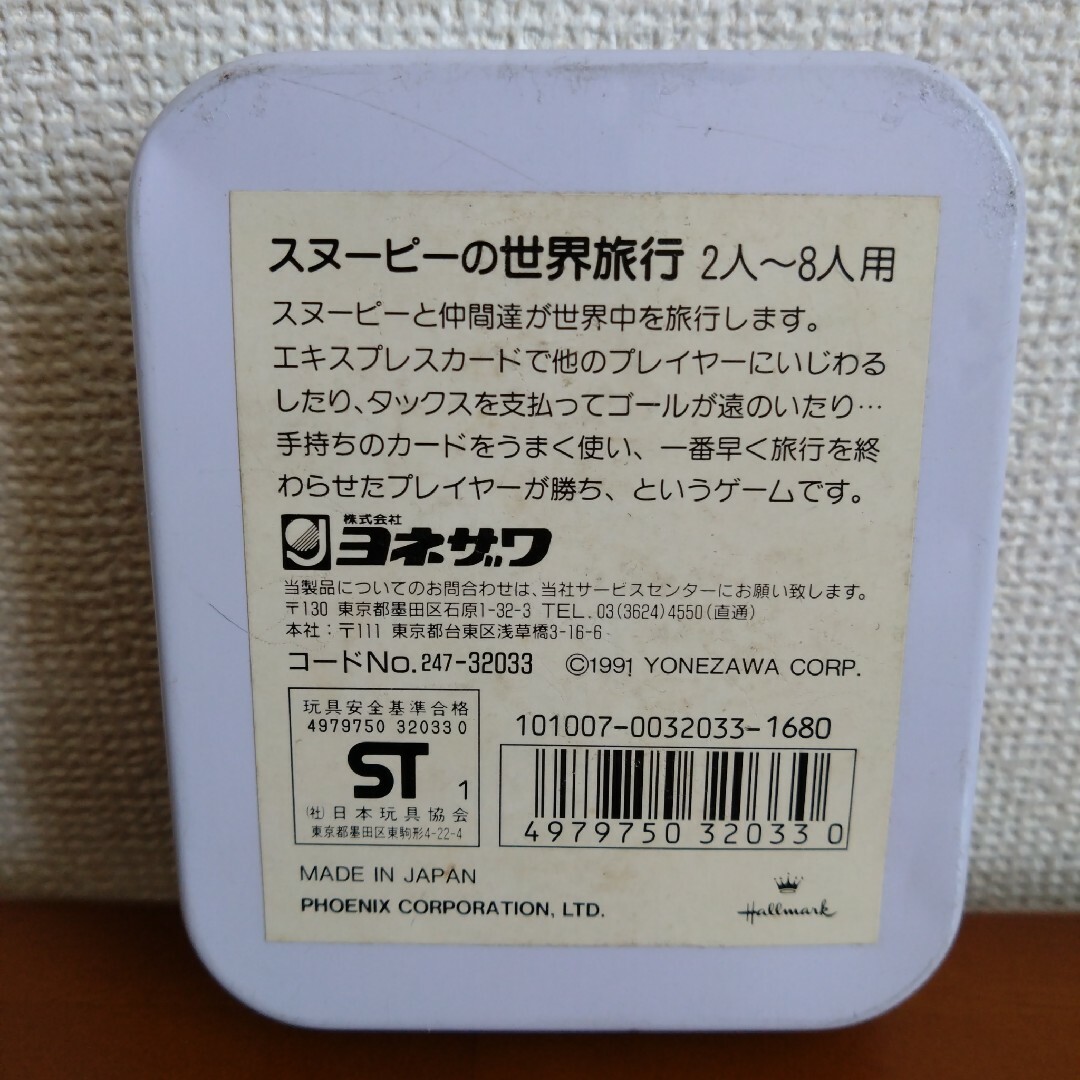 スヌーピーの世界旅行 2人～8人用
スヌーピーと仲間達が世界中を旅行します。
エキスプレスカードで他のプレイヤーにいじわる
したり、タックスを支払ってゴールが遠のいたり…
手持ちのカードをうまく使い、一番早く旅行を終
わらせたプレイヤーが勝ち、というゲームです。
株式会社
ヨネザワ
当製品についてのお問合わせは、当社サービスセンターにお願い致します。
〒130 東京都墨田区石原1-32-3 TEL.03(3624)4550(直通)
本社：〒111 東京都台東区浅草橋3-16-6
コードNo.247-32033 ©1991 YONEZAWA CORP.
玩具安全基準合格
4979750 320330
ST 1
(社)日本玩具協会
東京都墨田区東駒形4-22-4
101007-0032033-1680
4979750 320330
MADE IN JAPAN
PHOENIX CORPORATION, LTD.
Hallmark